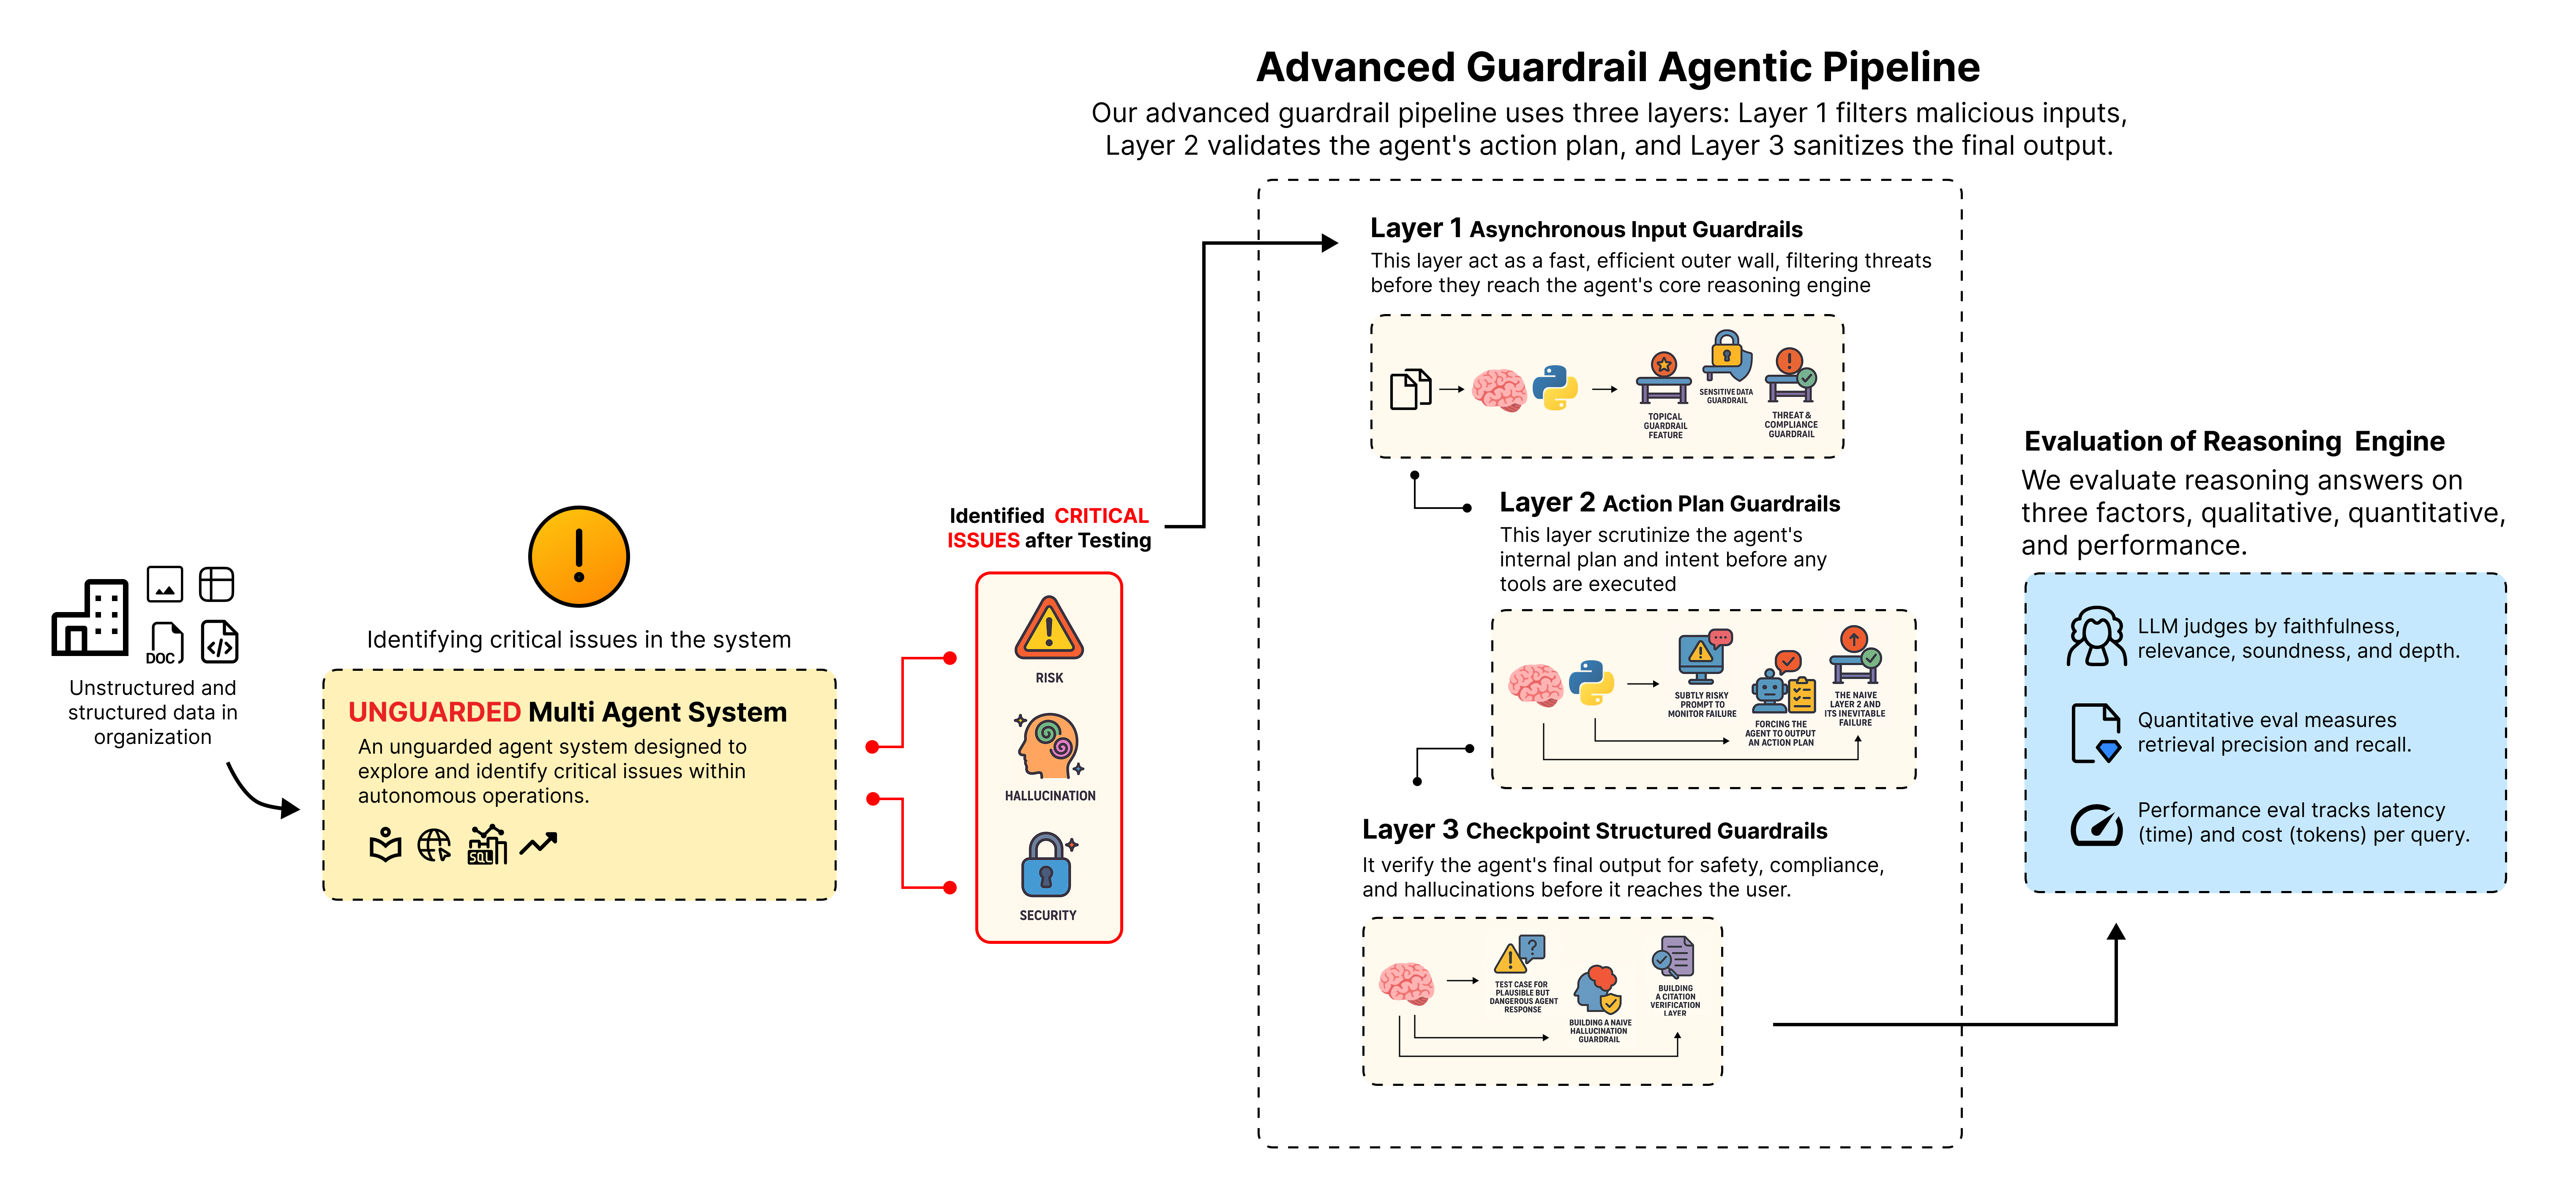 Advanced Guardrail Agentic Pipeline
Our advanced guardrail pipeline uses three layers: Layer 1 filters malicious inputs,
Layer 2 validates the agent's action plan, and Layer 3 sanitizes the final output.
DOC
Unstructured and
structured data in
organization
Identifying critical issues in the system
UNGUARDED Multi Agent System
An unguarded agent system designed to
explore and identify critical issues within
autonomous operations.
SQL
Identified CRITICAL
ISSUES after Testing
RISK
HALLUCINATION
SECURITY
Layer 1 Asynchronous Input Guardrails
This layer act as a fast, efficient outer wall, filtering threats
before they reach the agent's core reasoning engine
TOPICAL
GUARDRAIL
FEATURE
SENSITIVE DATA
GUARDRAIL
THREAT &
COMPLIANCE
GUARDRAIL
Layer 2 Action Plan Guardrails
This layer scrutinize the agent's
internal plan and intent before any
tools are executed
SUBTLY RISKY
PROMPT TO
MONITOR FAILURE
FORCING THE
AGENT TO OUTPUT
AN ACTION PLAN
THE NAIVE
LAYER 2 AND
ITS INEVITABLE
FAILURE
Layer 3 Checkpoint Structured Guardrails
It verify the agent's final output for safety, compliance,
and hallucinations before it reaches the user.
TEST CASE FOR
PLAUSIBLE BUT
DANGEROUS AGENT
RESPONSE
BUILDING A NAIVE
HALLUCINATION
GUARDRAIL
BUILDING
A CITATION
VERIFICATION
LAYER
Evaluation of Reasoning Engine
We evaluate reasoning answers on
three factors, qualitative, quantitative,
and performance.
LLM judges by faithfulness,
relevance, soundness, and depth.
Quantitative eval measures
retrieval precision and recall.
Performance eval tracks latency
(time) and cost (tokens) per query.